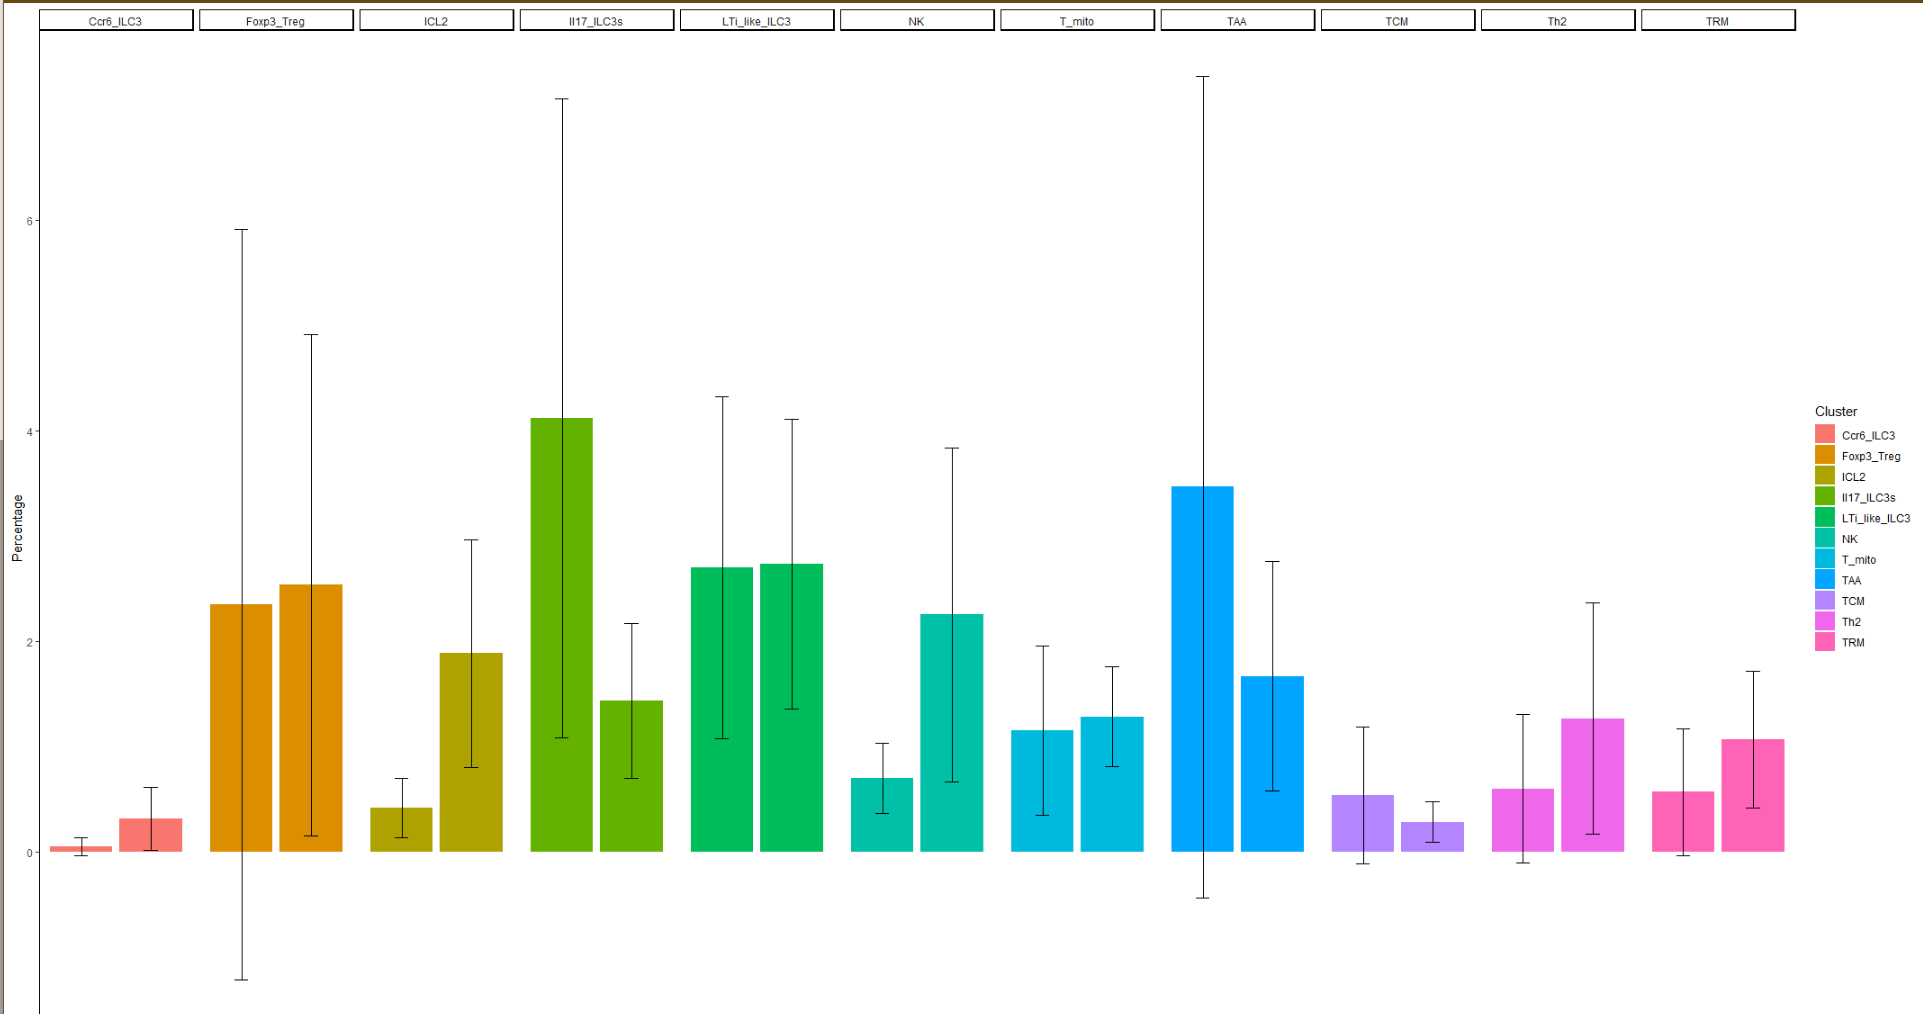 Ccr6_ILC3 Foxp3_Treg ICL2 Il17_ILC3s LTi_like_ILC3 NK T_mito TAA TCM Th2 TRM
6
4
2
0
Percentage
Cluster
Ccr6_ILC3
Foxp3_Treg
ICL2
Il17_ILC3s
LTi_like_ILC3
NK
T_mito
TAA
TCM
Th2
TRM